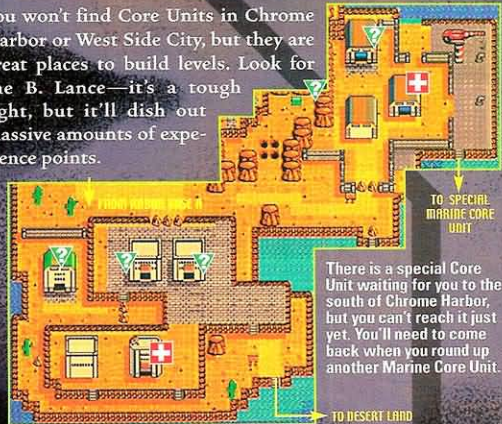 ou won't find Core Units in Chrome
arbor or West Side City, but they are
reat places to build levels. Look for
e B. Lance—it's a tough
ght, but it'll dish out
assive amounts of expe-
ence points.
?
?
TO SPECIAL
MARINE CORE
UNIT
? ? ?
There is a special Core
Unit waiting for you to the
south of Chrome Harbor,
but you can't reach it just
yet. You'll need to come
back when you round up
another Marine Core Unit.
TO DESERT LAND